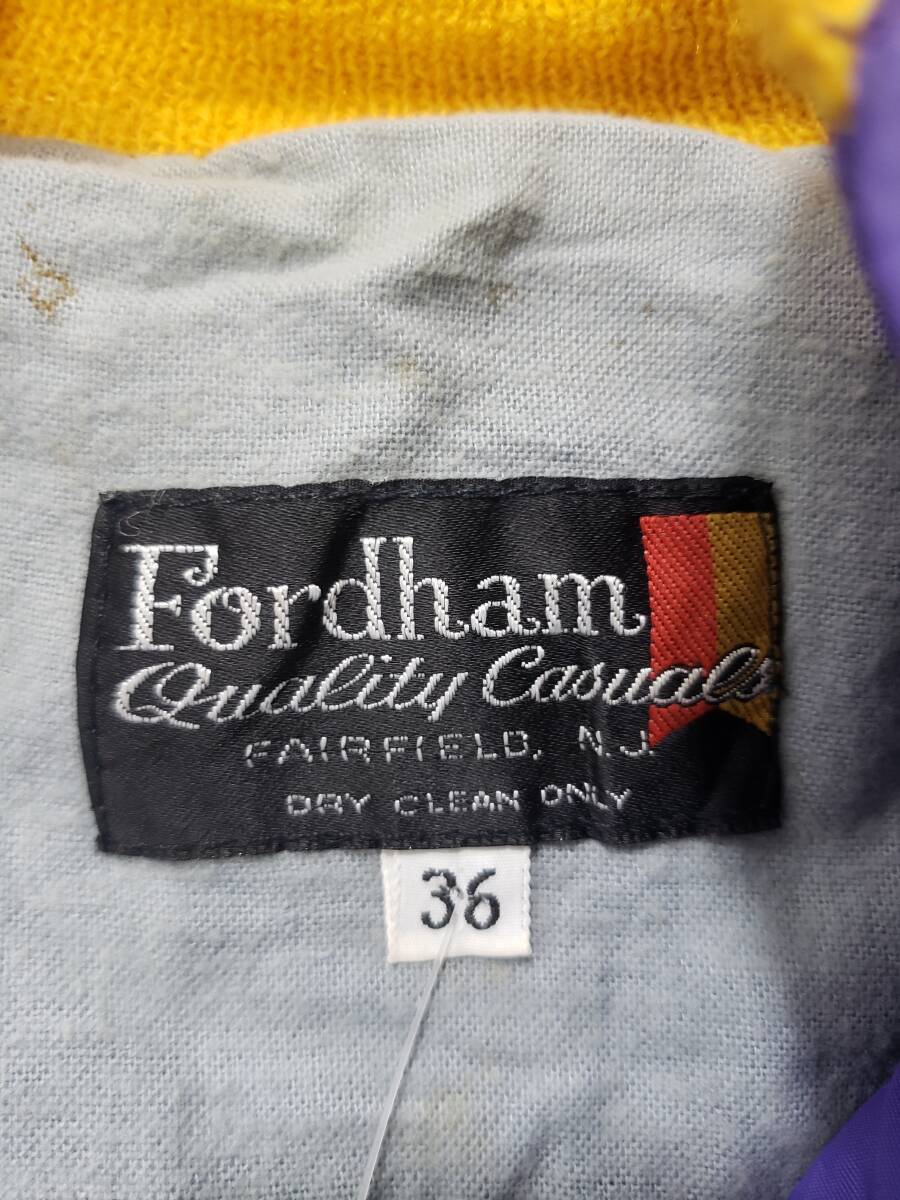 Fordham
Quality Casuals
FAIRFIELD, N.J.
DRY CLEAN ONLY
36